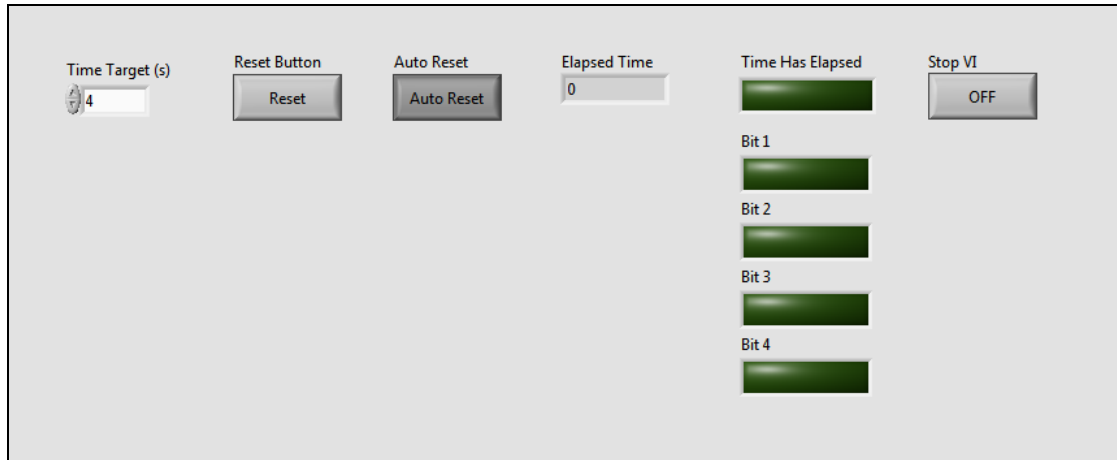 Time Target (s)
4
Reset Button
Reset
Auto Reset
Auto Reset
Elapsed Time
0
Time Has Elapsed
Stop VI
OFF
Bit 1
Bit 2
Bit 3
Bit 4